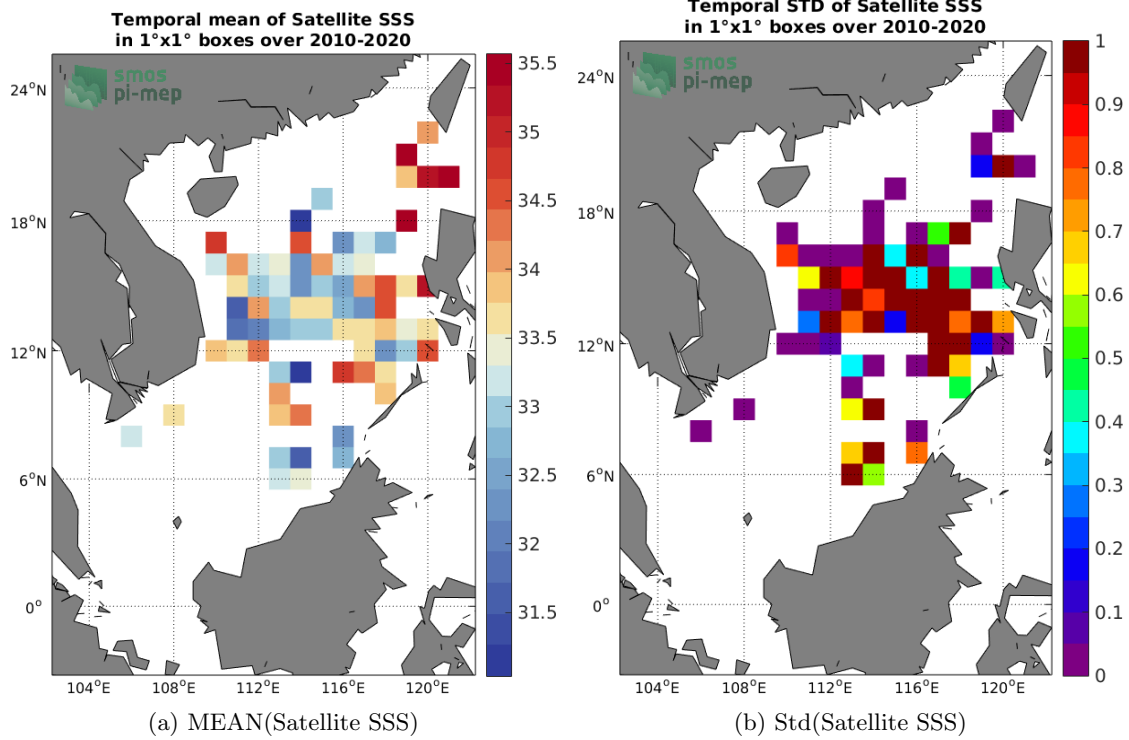 Temporal mean of Satellite SSS
in 1°x1° boxes over 2010-2020
smos
pi-mep
24°N
18°N
12°N
6°N
0°
104°E
108°E
112°E
116°E
120°E
35.5
35
34.5
34
33.5
33
32.5
32
31.5
(a) MEAN(Satellite SSS)
Temporal STD of Satellite SSS
in 1°x1° boxes over 2010-2020
smos
pi-mep
24°N
18°N
12°N
6°N
0°
104°E
108°E
112°E
116°E
120°E
1
0.9
0.8
0.7
0.6
0.5
0.4
0.3
0.2
0.1
0
(b) Std(Satellite SSS)